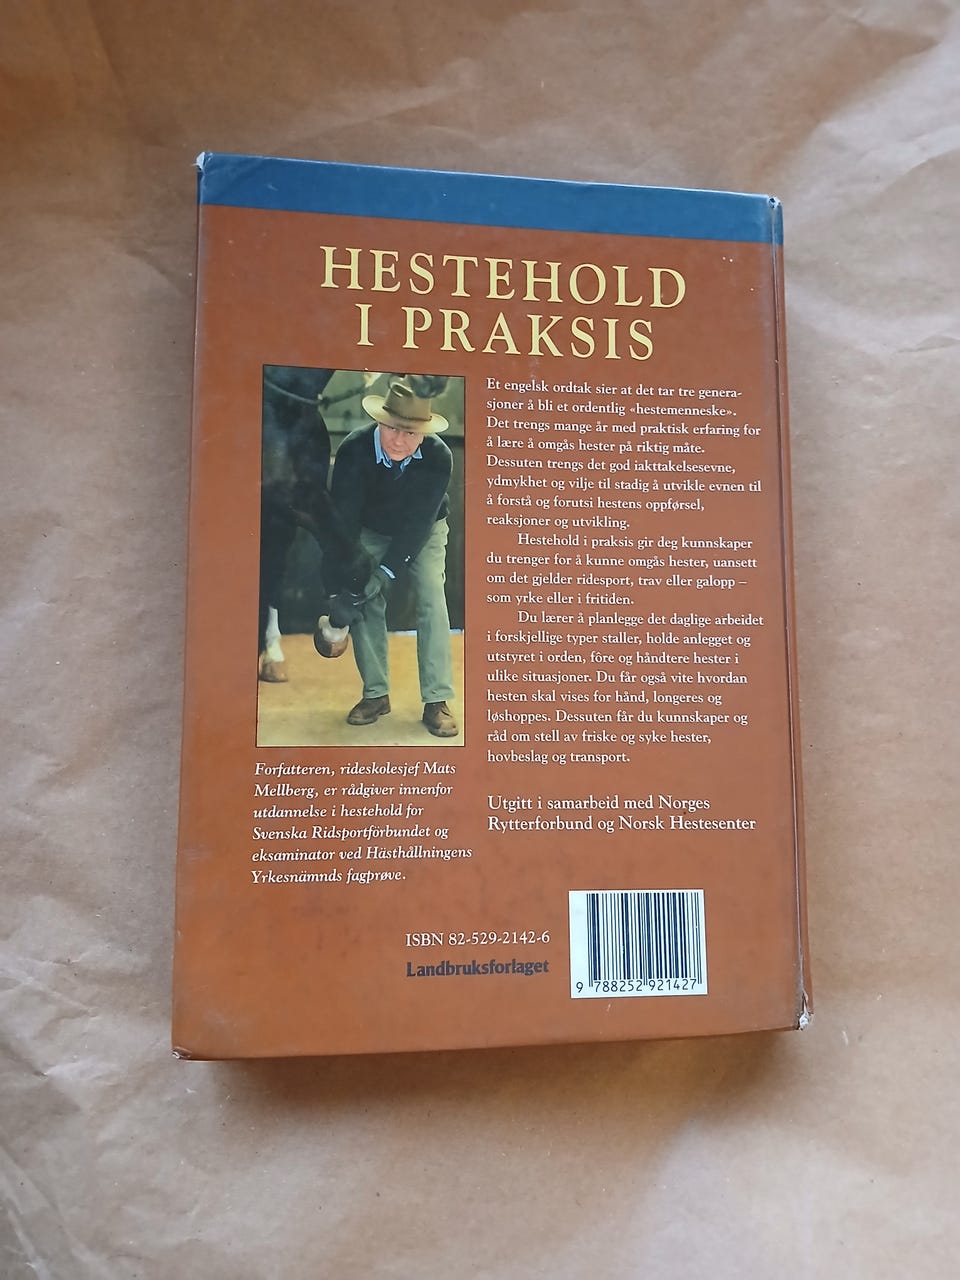 HESTEHOLD
I PRAKSIS
Et engelsk ordtak sier at det tar tre genera-
sjoner å bli et ordentlig «hestemenneske».
Det trengs mange år med praktisk erfaring for
å lære å omgås hester på riktig måte.
Dessuten trengs det god iakttakelsesevne,
ydmykhet og vilje til stadig å utvikle evnen til
å forstå og forutsi hestens oppførsel,
reaksjoner og utvikling.
Hestehold i praksis gir deg kunnskaper
du trenger for å kunne omgås hester, uansett
om det gjelder ridesport, trav eller galopp –
som yrke eller i fritiden.
Du lærer å planlegge det daglige arbeidet
i forskjellige typer staller, holde anlegget og
utstyret i orden, fôre og håndtere hester i
ulike situasjoner. Du får også vite hvordan
hesten skal vises for hånd, longeres og
løshoppes. Dessuten får du kunnskaper og
råd om stell av friske og syke hester,
hovbeslag og transport.
Utgitt i samarbeid med Norges
Rytterforbund og Norsk Hestesenter
Forfatteren, rideskolesjef Mats
Mellberg, er rådgiver innenfor
utdannelse i hestehold for
Svenska Ridsportförbundet og
eksaminator ved Hästhållningens
Yrkesnämnds fagprøve.
ISBN 82-529-2142-6
Landbruksforlaget
9 788252 921427